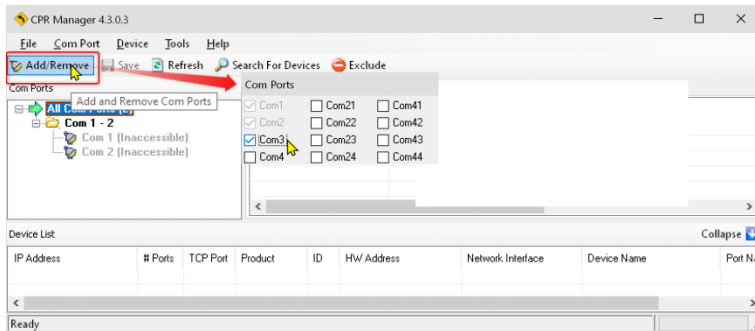 CPR Manager 4.3.0.3
File Com Port Device Tools Help
Add/Remove Save Refresh Search For Devices Exclude
Com Ports
Com Ports
Add and Remove Com Ports
Com1 Com21 Com41
Com 1 - 2
Com2 Com22 Com42
Com 1 (Inaccessible)
Com3 Com23 Com43
Com 2 (Inaccessible)
Com4 Com24 Com44
Device List
Collapse
IP Address # Ports TCP Port Product ID HW Address Network Interface Device Name Port
Ready